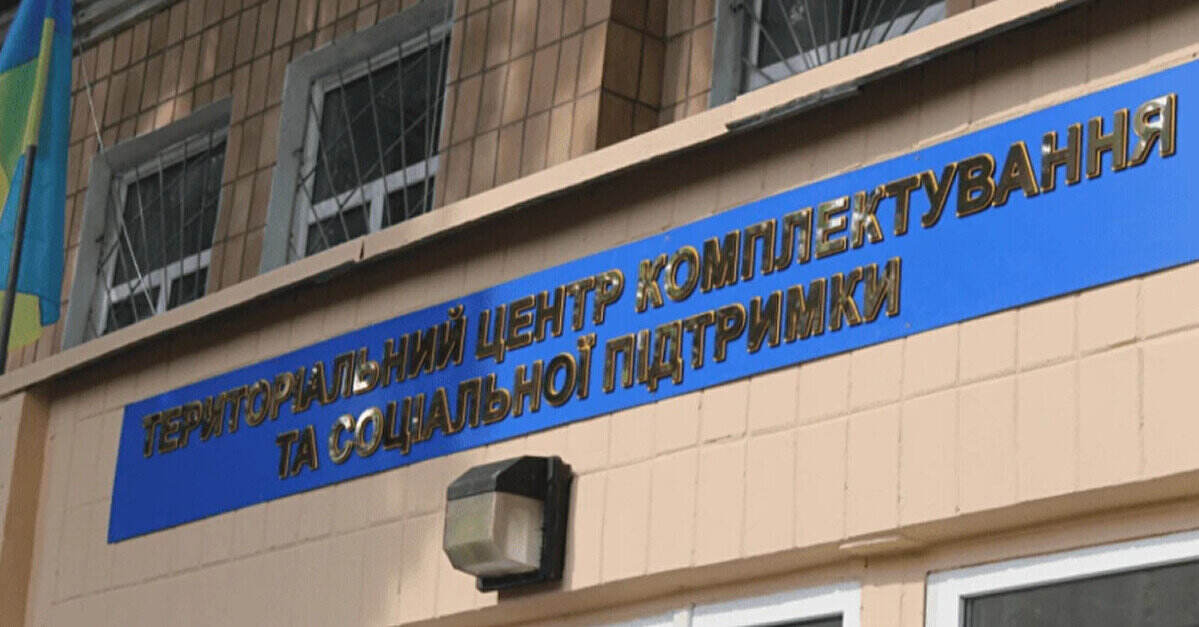 ТЕРИТОРІАЛЬНИЙ ЦЕНТР КОМПЛЕКТУВАННЯ
ТА СОЦІАЛЬНОЇ ПІДТРИМКИ